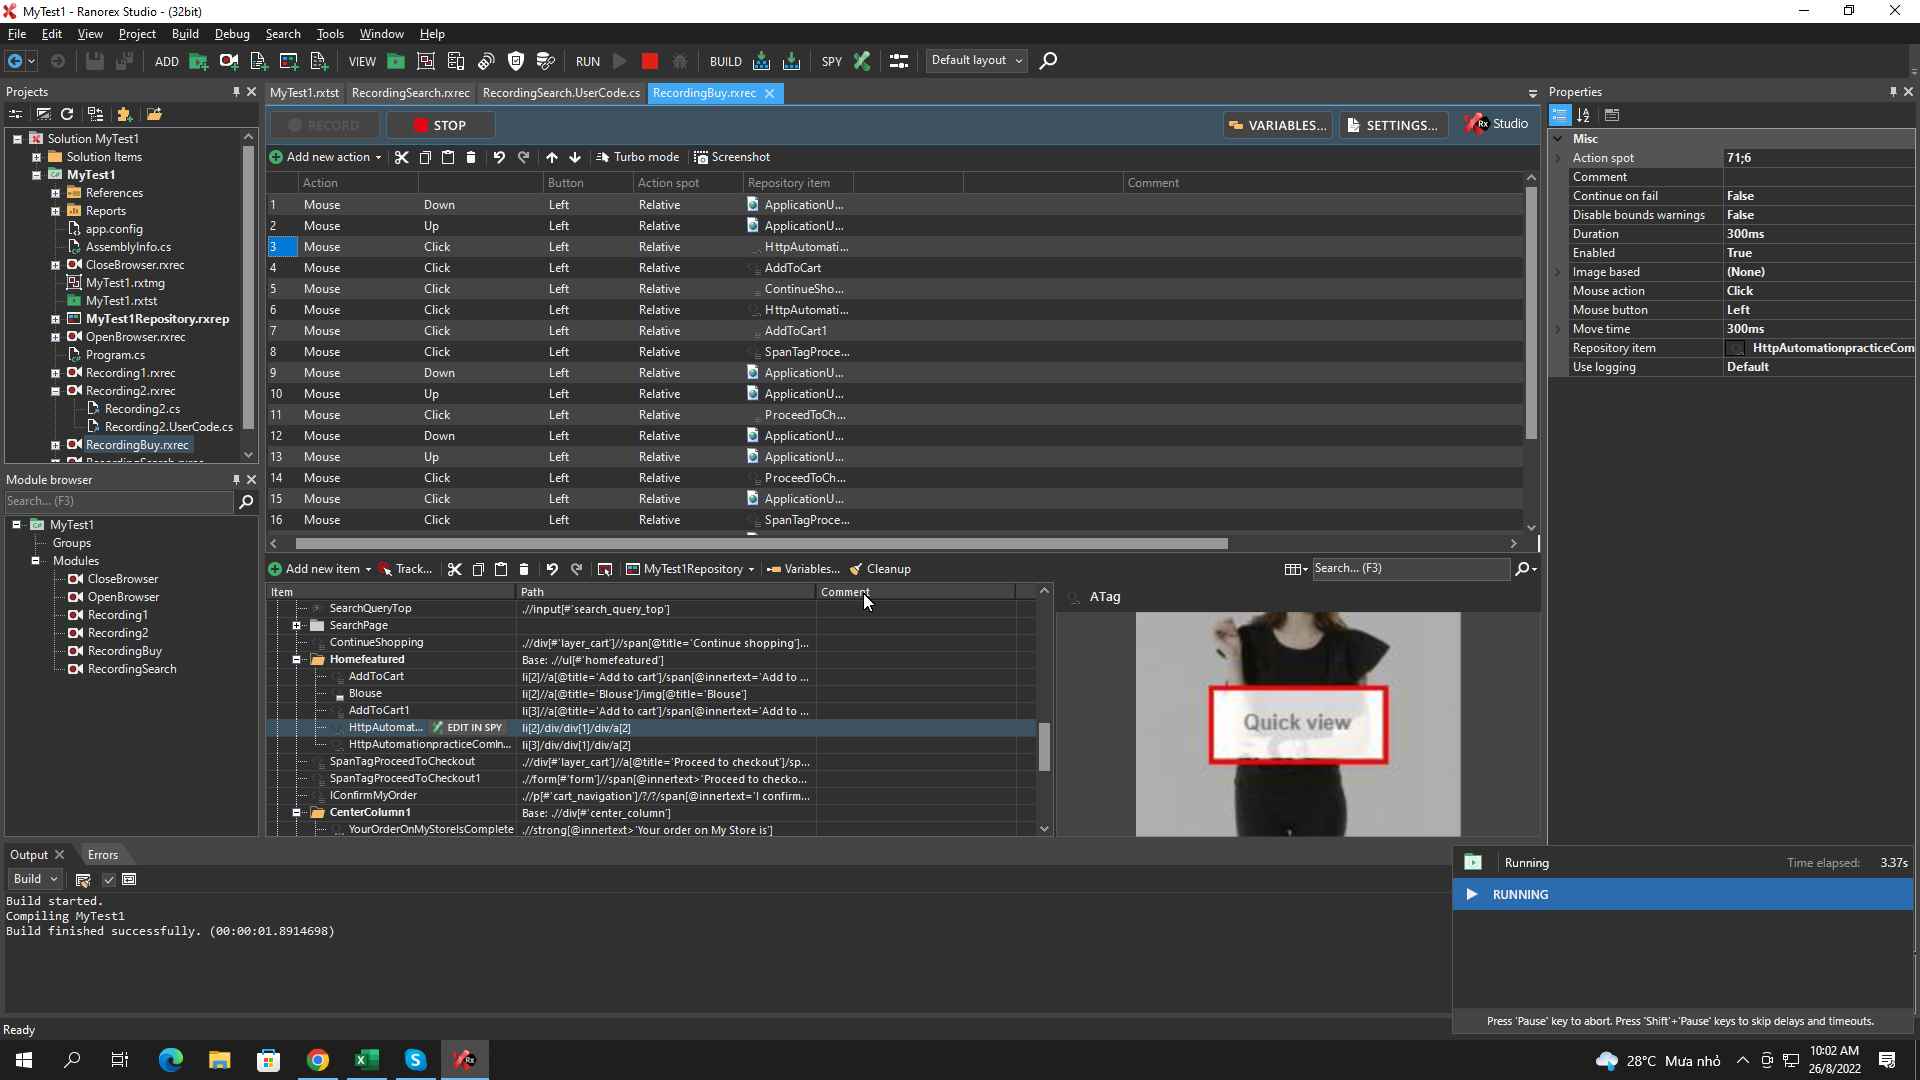 MyTest1 - Ranorex Studio - (32bit)
File Edit View Project Build Debug Search Tools Window Help
ADD VIEW RUN BUILD SPY Default layout
Projects
Solution MyTest1
Solution Items
MyTest1
References
Reports
app.config
AssemblyInfo.cs
CloseBrowser.rxrec
MyTest1.rxtmg
MyTest1.rxtst
MyTest1Repository.rxrep
OpenBrowser.rxrec
Program.cs
Recording1.rxrec
Recording2.rxrec
Recording2.cs
Recording2.UserCode.cs
RecordingBuy.rxrec
Module browser
Search... (F3)
MyTest1
Groups
Modules
CloseBrowser
OpenBrowser
Recording1
Recording2
RecordingBuy
RecordingSearch
MyTest1.rxtst RecordingSearch.rxrec RecordingSearch.UserCode.cs RecordingBuy.rxrec
RECORD STOP VARIABLES... SETTINGS... Rx Studio
Add new action Turbo mode Screenshot
Action Button Action spot Repository item Comment
1 Mouse Down Left Relative ApplicationU...
2 Mouse Up Left Relative ApplicationU...
3 Mouse Click Left Relative HttpAutomati...
4 Mouse Click Left Relative AddToCart
5 Mouse Click Left Relative ContinueSho...
6 Mouse Click Left Relative HttpAutomati...
7 Mouse Click Left Relative AddToCart1
8 Mouse Click Left Relative SpanTagProce...
9 Mouse Down Left Relative ApplicationU...
10 Mouse Up Left Relative ApplicationU...
11 Mouse Click Left Relative ProceedToCh...
12 Mouse Down Left Relative ApplicationU...
13 Mouse Up Left Relative ApplicationU...
14 Mouse Click Left Relative ProceedToCh...
15 Mouse Click Left Relative ApplicationU...
16 Mouse Click Left Relative SpanTagProce...
Add new item Track... MyTest1Repository Variables... Cleanup Search... (F3)
Item Path Comment
SearchQueryTop .//input[#'search_query_top']
SearchPage
ContinueShopping .//div[#'layer_cart']//span[@title='Continue shopping']...
Homefeatured Base: .//ul[#'homefeatured']
AddToCart li[2]//a[@title='Add to cart']/span[@innertext='Add to ...
Blouse li[2]//a[@title='Blouse']/img[@title='Blouse']
AddToCart1 li[3]//a[@title='Add to cart']/span[@innertext='Add to ...
HttpAutomat... EDIT IN SPY li[2]/div/div[1]/div/a[2]
HttpAutomationpracticeComIn... li[3]/div/div[1]/div/a[2]
SpanTagProceedToCheckout .//div[#'layer_cart']//a[@title='Proceed to checkout']/sp...
SpanTagProceedToCheckout1 .//form[#'form']//span[@innertext>'Proceed to checko...
IConfirmMyOrder .//p[#'cart_navigation']/?/?/span[@innertext='I confirm...
CenterColumn1 Base: .//div[#'center_column']
YourOrderOnMyStoreIsComplete .//strong[@innertext>'Your order on My Store is']
ATag
Quick view
Properties
Misc
Action spot 71;6
Comment
Continue on fail False
Disable bounds warnings False
Duration 300ms
Enabled True
Image based (None)
Mouse action Click
Mouse button Left
Move time 300ms
Repository item HttpAutomationpracticeCom
Use logging Default
Output Errors
Build
Build started.
Compiling MyTest1
Build finished successfully. (00:00:01.8914698)
Running Time elapsed: 3.37s
RUNNING
Press 'Pause' key to abort. Press 'Shift'+'Pause' keys to skip delays and timeouts.
Ready
28°C Mưa nhỏ
10:02 AM
26/8/2022